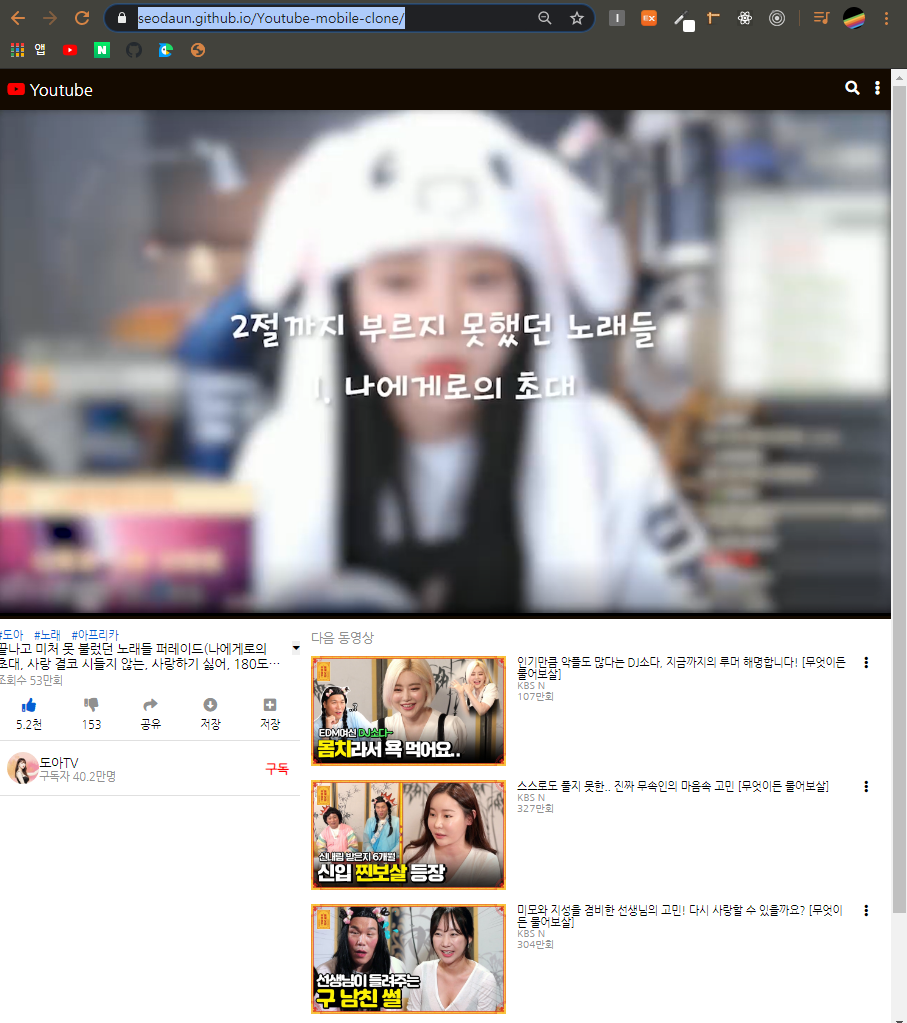 seodaun.github.io/Youtube-mobile-clone/
앱
Youtube
2절까지 부르지 못했던 노래들
1. 나에게로의 초대
#도아 #노래 #아프리카
끝나고 미처 못 불렀던 노래들 퍼레이드(나에게로의
초대, 사랑 결코 시들지 않는, 사랑하기 싫어, 180도…
조회수 53만회
5.2천 153 공유 저장 저장
도아TV
구독자 40.2만명
구독
다음 동영상
EDM여신 DJ소다~
몸치라서 욕 먹어요..
인기만큼 악플도 많다는 DJ소다, 지금까지의 루머 해명합니다! [무엇이든
물어보살]
KBS N
107만회
신내림 받은지 6개월
신입 찐보살 등장
스스로도 풀지 못한.. 진짜 무속인의 마음속 고민 [무엇이든 물어보살]
KBS N
327만회
선생님이 들려주는
구 남친 썰
미모와 지성을 겸비한 선생님의 고민! 다시 사랑할 수 있을까요? [무엇이
든 물어보살]
KBS N
304만회